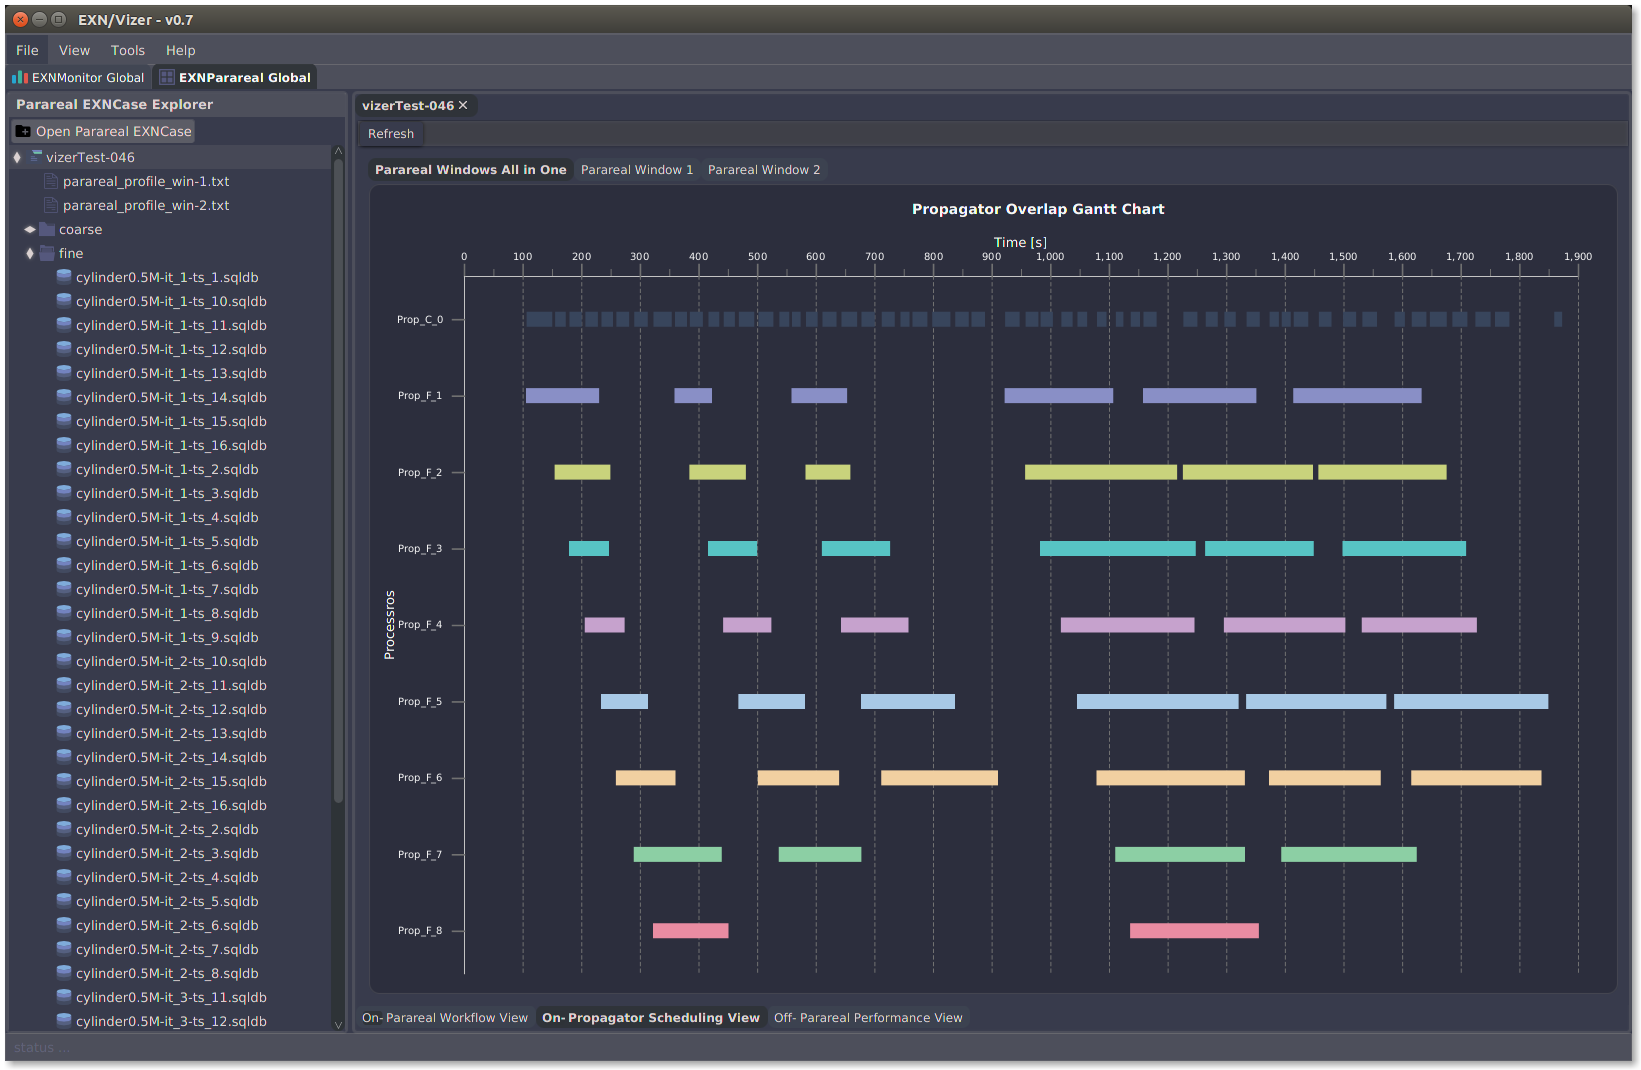 EXN/Vizer - v0.7
File View Tools Help
EXNMonitor Global EXNParareal Global
Parareal EXNCase Explorer
Open Parareal EXNCase
vizerTest-046
parareal_profile_win-1.txt
parareal_profile_win-2.txt
coarse
fine
cylinder0.5M-it_1-ts_1.sqldb
cylinder0.5M-it_1-ts_10.sqldb
cylinder0.5M-it_1-ts_11.sqldb
cylinder0.5M-it_1-ts_12.sqldb
cylinder0.5M-it_1-ts_13.sqldb
cylinder0.5M-it_1-ts_14.sqldb
cylinder0.5M-it_1-ts_15.sqldb
cylinder0.5M-it_1-ts_16.sqldb
cylinder0.5M-it_1-ts_2.sqldb
cylinder0.5M-it_1-ts_3.sqldb
cylinder0.5M-it_1-ts_4.sqldb
cylinder0.5M-it_1-ts_5.sqldb
cylinder0.5M-it_1-ts_6.sqldb
cylinder0.5M-it_1-ts_7.sqldb
cylinder0.5M-it_1-ts_8.sqldb
cylinder0.5M-it_1-ts_9.sqldb
cylinder0.5M-it_2-ts_10.sqldb
cylinder0.5M-it_2-ts_11.sqldb
cylinder0.5M-it_2-ts_12.sqldb
cylinder0.5M-it_2-ts_13.sqldb
cylinder0.5M-it_2-ts_14.sqldb
cylinder0.5M-it_2-ts_15.sqldb
cylinder0.5M-it_2-ts_16.sqldb
cylinder0.5M-it_2-ts_2.sqldb
cylinder0.5M-it_2-ts_3.sqldb
cylinder0.5M-it_2-ts_4.sqldb
cylinder0.5M-it_2-ts_5.sqldb
cylinder0.5M-it_2-ts_6.sqldb
cylinder0.5M-it_2-ts_7.sqldb
cylinder0.5M-it_2-ts_8.sqldb
cylinder0.5M-it_3-ts_11.sqldb
cylinder0.5M-it_3-ts_12.sqldb
status ...
vizerTest-046
Refresh
Parareal Windows All in One Parareal Window 1 Parareal Window 2
Propagator Overlap Gantt Chart
Time [s]
0 100 200 300 400 500 600 700 800 900 1,000 1,100 1,200 1,300 1,400 1,500 1,600 1,700 1,800 1,900
Processros
Prop_C_0
Prop_F_1
Prop_F_2
Prop_F_3
Prop_F_4
Prop_F_5
Prop_F_6
Prop_F_7
Prop_F_8
On- Parareal Workflow View On- Propagator Scheduling View Off- Parareal Performance View